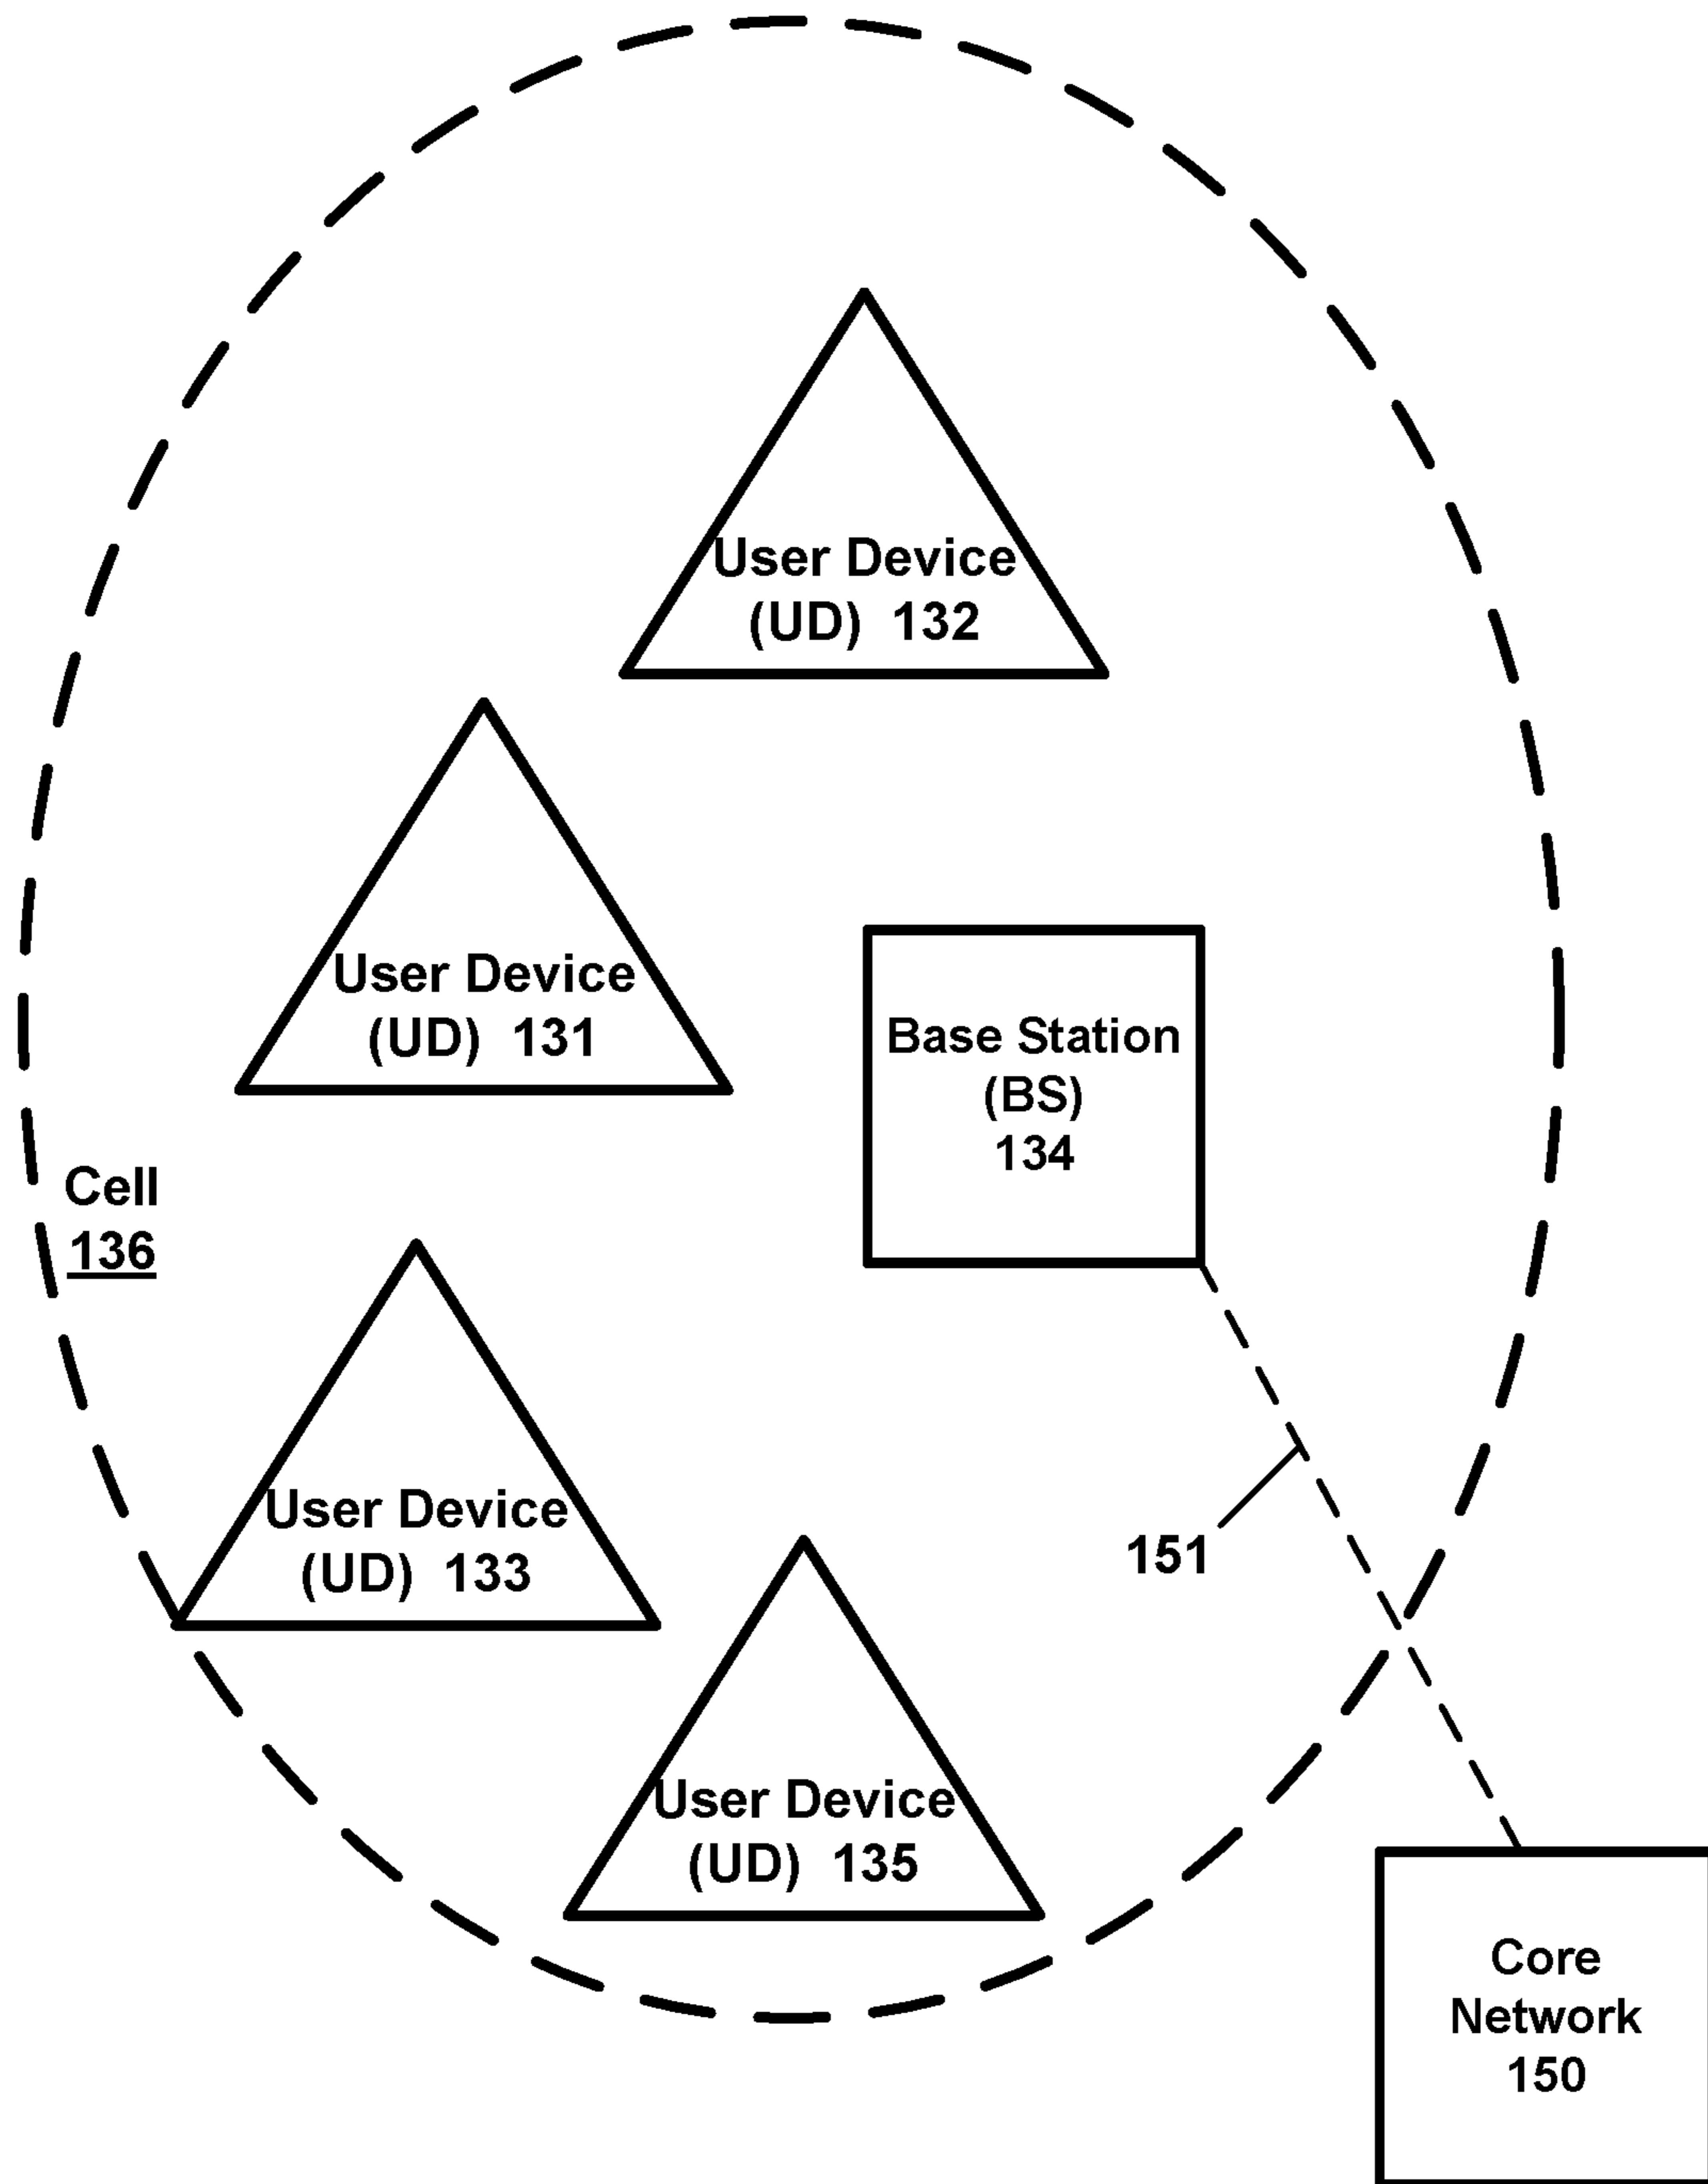 User Device
(UD) 132
User Device
(UD) 131
Base Station
(BS)
134
Cell
136
User Device
(UD) 133
151
User Device
(UD) 135
Core
Network
150